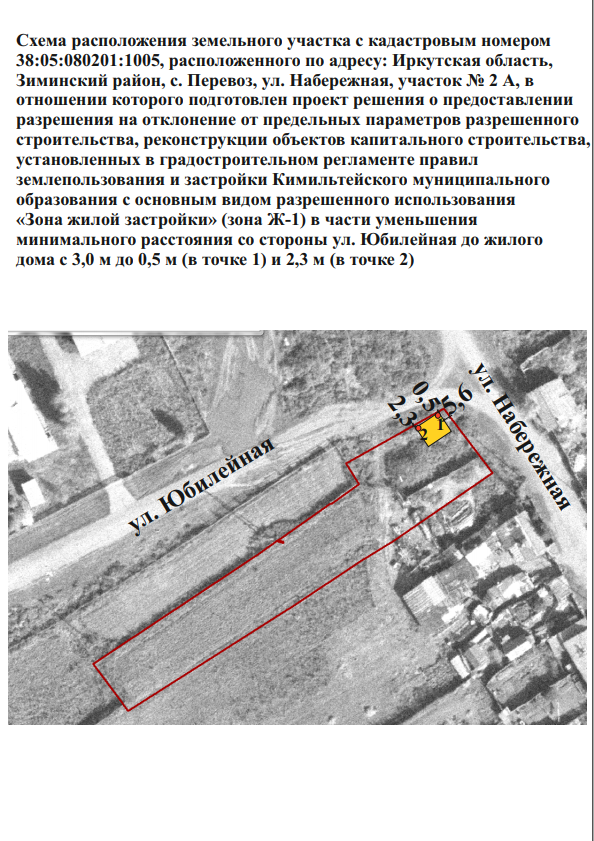 Схема расположения земельного участка с кадастровым номером
38:05:080201:1005, расположенного по адресу: Иркутская область,
Зиминский район, с. Перевоз, ул. Набережная, участок № 2 А, в
отношении которого подготовлен проект решения о предоставлении
разрешения на отклонение от предельных параметров разрешенного
строительства, реконструкции объектов капитального строительства,
установленных в градостроительном регламенте правил
землепользования и застройки Кимильтейского муниципального
образования с основным видом разрешенного использования
«Зона жилой застройки» (зона Ж-1) в части уменьшения
минимального расстояния со стороны ул. Юбилейная до жилого
дома с 3,0 м до 0,5 м (в точке 1) и 2,3 м (в точке 2)
0,5
5,6
2,3
1
2
ул. Набережная
ул. Юбилейная